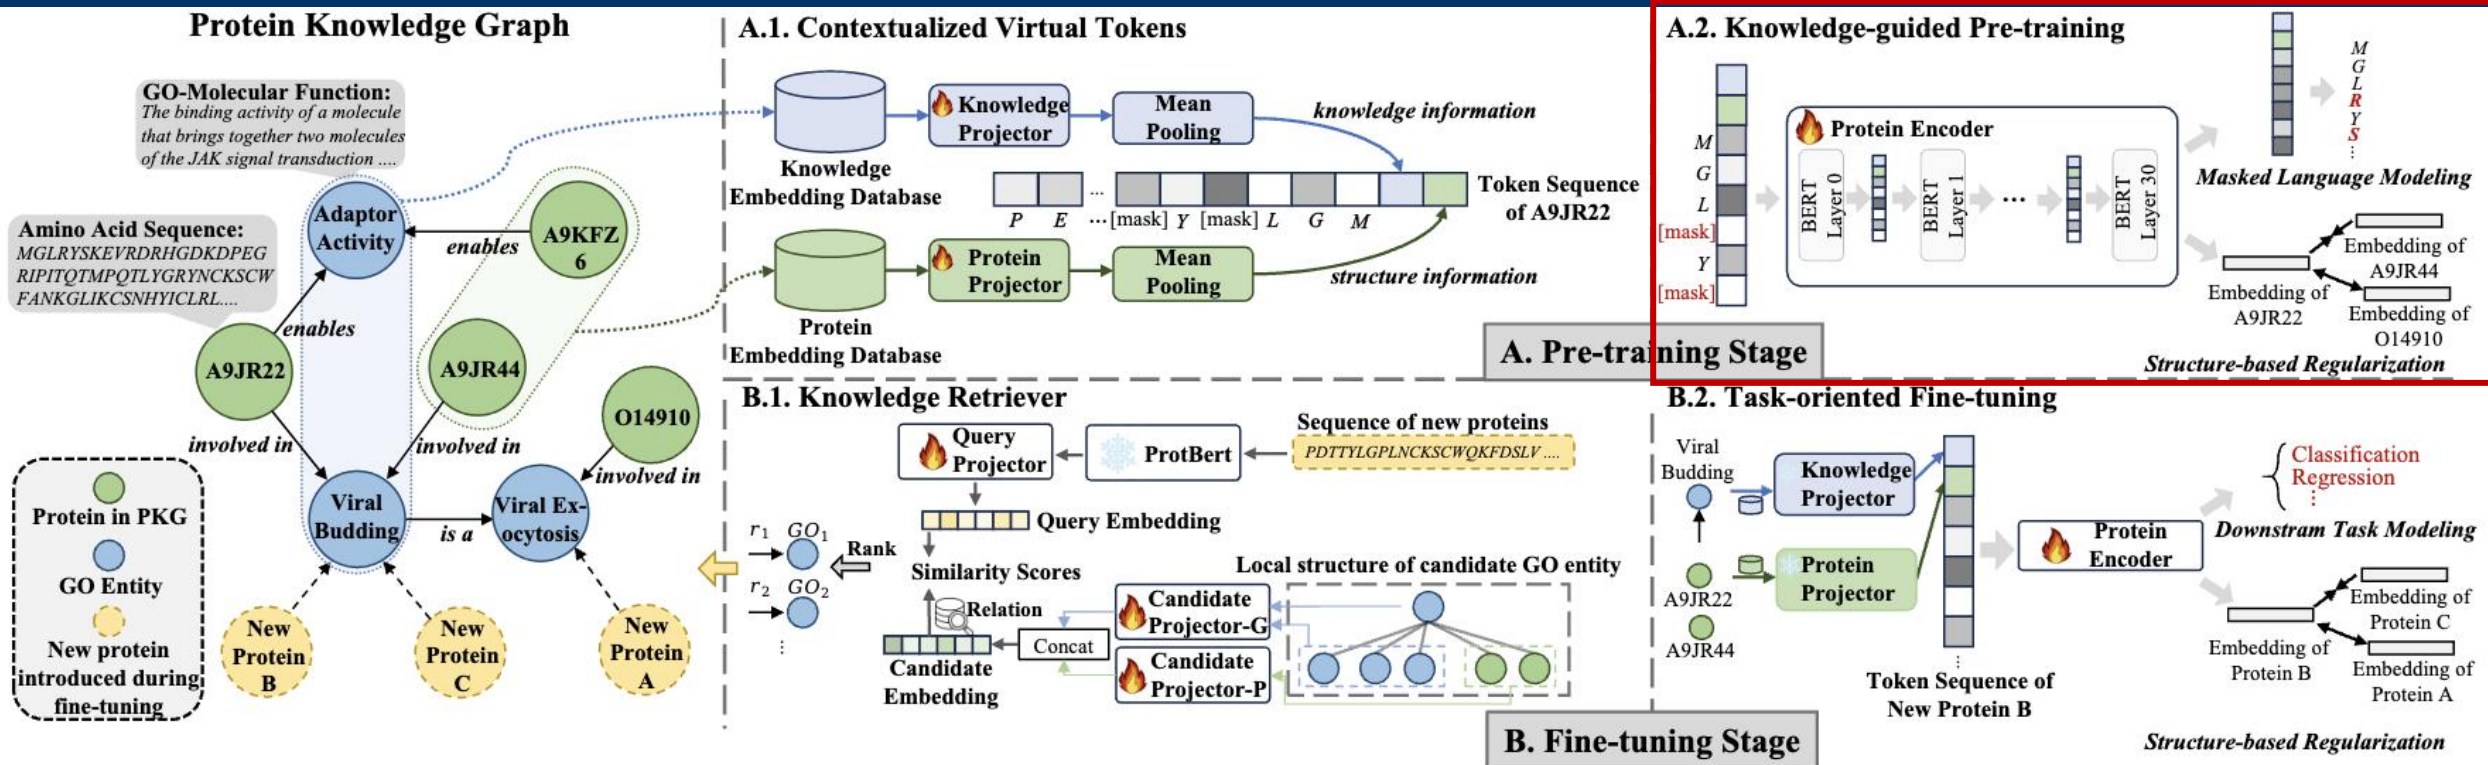 Protein Knowledge Graph
GO-Molecular Function:
The binding activity of a molecule
that brings together two molecules
of the JAK signal transduction ....
Amino Acid Sequence:
MGLRYSKEVRDRHGDKDPEG
RIPITQTMPQTLYGRYNCKSCW
FANKGLIKCSNHYICLRL....
Adaptor
Activity
enables
A9KFZ
6
enables
A9JR22
A9JR44
O14910
involved in
involved in
involved in
Viral
Budding
is a
Viral Ex-
ocytosis
Protein in PKG
GO Entity
New protein
introduced during
fine-tuning
New
Protein
B
New
Protein
C
New
Protein
A
A.1. Contextualized Virtual Tokens
Knowledge
Projector
Mean
Pooling
knowledge information
Knowledge
Embedding Database
...
Token Sequence
of A9JR22
P E ...[mask] Y [mask] L G M
Protein
Projector
Mean
Pooling
structure information
Protein
Embedding Database
A. Pre-training Stage
A.2. Knowledge-guided Pre-training
M
G
L
[mask]
Y
[mask]
Protein Encoder
BERT
Layer 0
BERT
Layer 1
...
BERT
Layer 30
M
G
L
R
Y
S
⋮
Masked Language Modeling
Embedding of
A9JR44
Embedding of
A9JR22
Embedding of
O14910
Structure-based Regularization
B.1. Knowledge Retriever
Query
Projector
ProtBert
Sequence of new proteins
PDTTYLGPLNCKSCWQKFDSLV ....
Query Embedding
r1 GO1
Rank
r2 GO2
⋮
Similarity Scores
Relation
Candidate
Embedding
Concat
Local structure of candidate GO entity
Candidate
Projector-G
Candidate
Projector-P
B. Fine-tuning Stage
B.2. Task-oriented Fine-tuning
Viral
Budding
Knowledge
Projector
A9JR22
Protein
Projector
A9JR44
⋮
Token Sequence of
New Protein B
Protein
Encoder
Classification
Regression
⋮
Downstram Task Modeling
Embedding of
Protein C
Embedding of
Protein B
Embedding of
Protein A
Structure-based Regularization